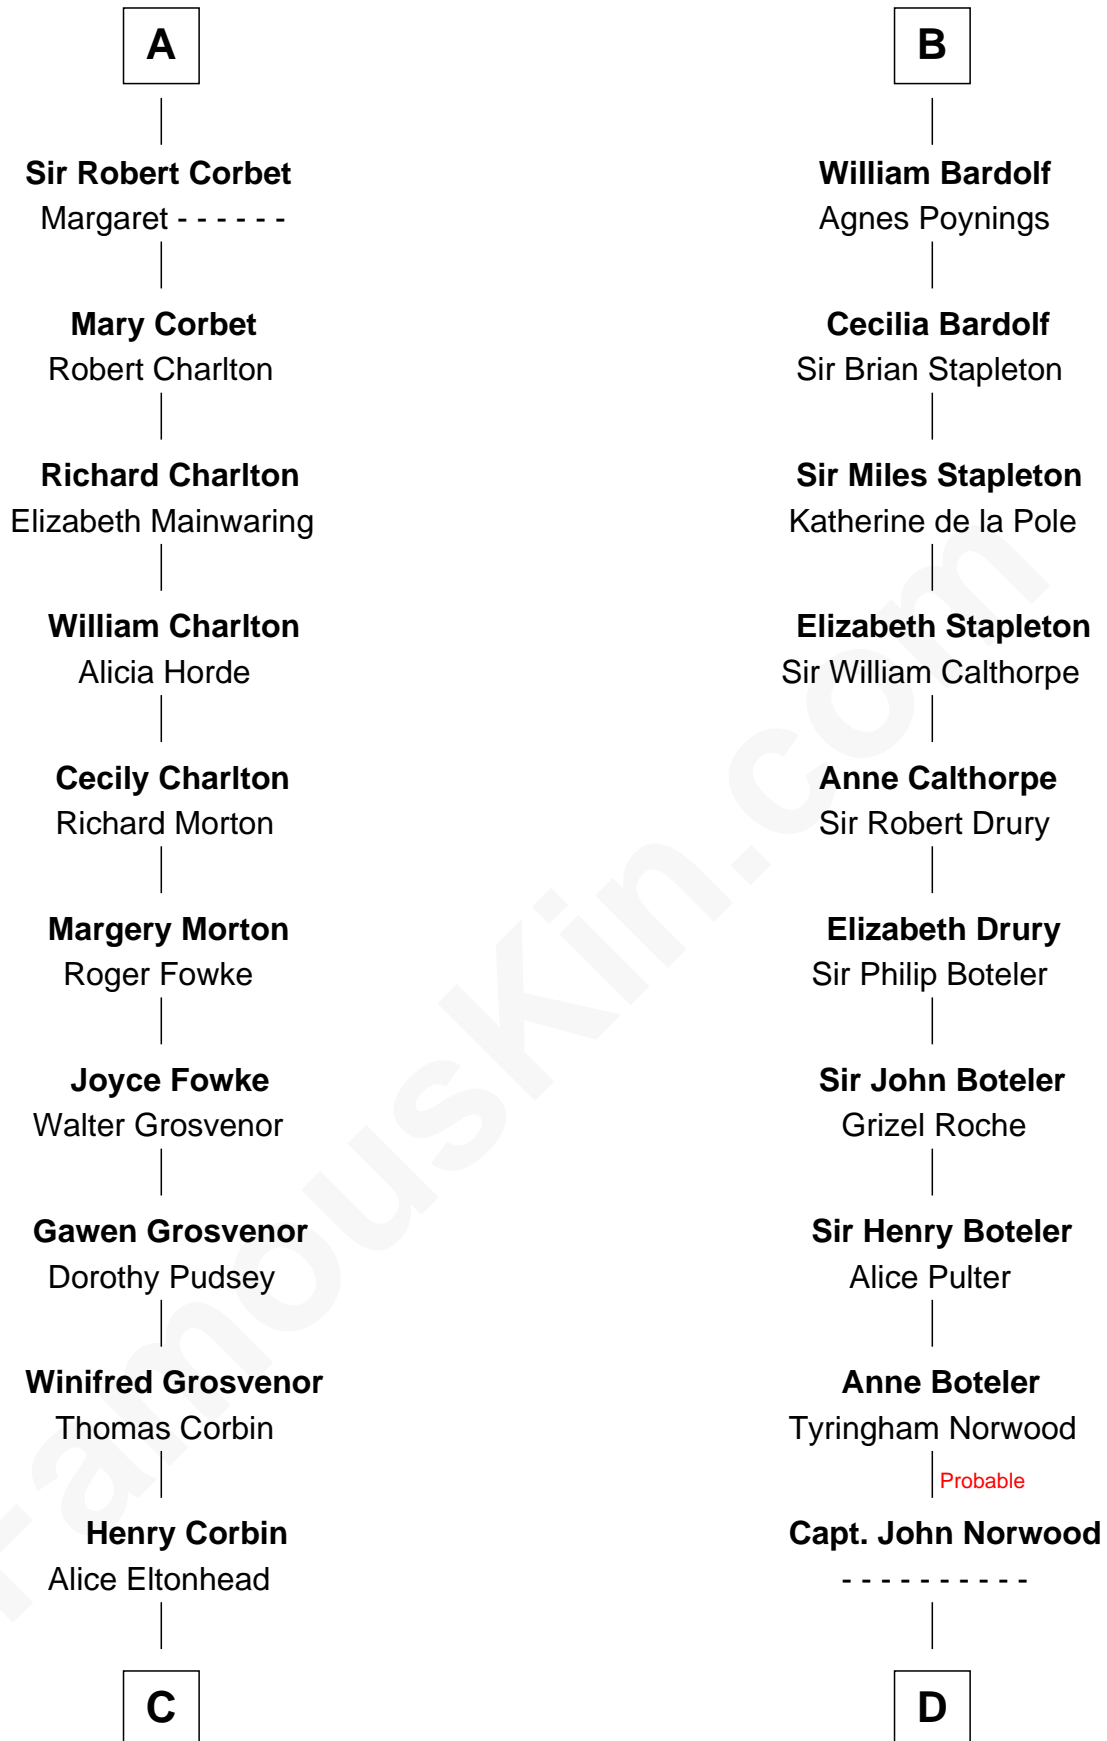 A
Sir Robert Corbet
Margaret - - - - - -
Mary Corbet
Robert Charlton
Richard Charlton
Elizabeth Mainwaring
William Charlton
Alicia Horde
Cecily Charlton
Richard Morton
Margery Morton
Roger Fowke
Joyce Fowke
Walter Grosvenor
Gawen Grosvenor
Dorothy Pudsey
Winifred Grosvenor
Thomas Corbin
Henry Corbin
Alice Eltonhead
C
B
William Bardolf
Agnes Poynings
Cecilia Bardolf
Sir Brian Stapleton
Sir Miles Stapleton
Katherine de la Pole
Elizabeth Stapleton
Sir William Calthorpe
Anne Calthorpe
Sir Robert Drury
Elizabeth Drury
Sir Philip Boteler
Sir John Boteler
Grizel Roche
Sir Henry Boteler
Alice Pulter
Anne Boteler
Tyringham Norwood
Probable
Capt. John Norwood
- - - - - - - - - -
D
FamousKin.com